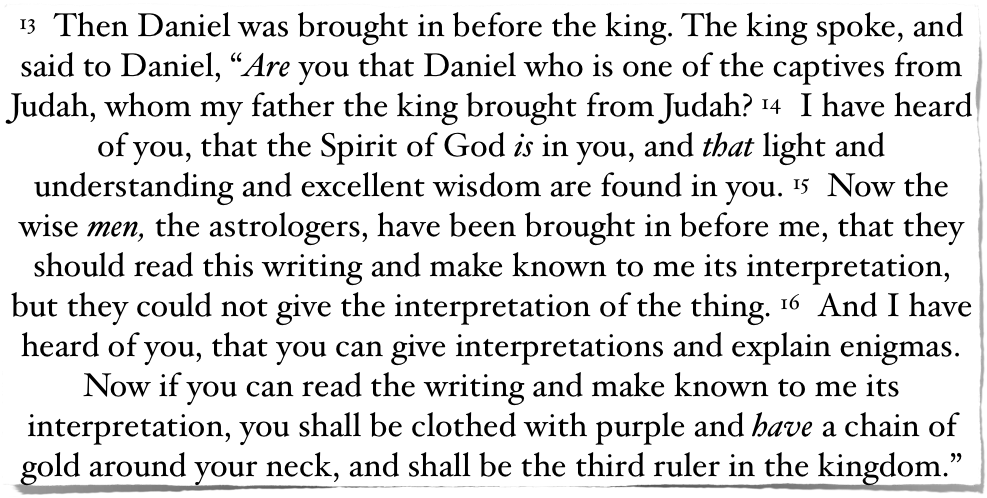 13 Then Daniel was brought in before the king. The king spoke, and
said to Daniel, “Are you that Daniel who is one of the captives from
Judah, whom my father the king brought from Judah? 14 I have heard
of you, that the Spirit of God is in you, and that light and
understanding and excellent wisdom are found in you. 15 Now the
wise men, the astrologers, have been brought in before me, that they
should read this writing and make known to me its interpretation,
but they could not give the interpretation of the thing. 16 And I have
heard of you, that you can give interpretations and explain enigmas.
Now if you can read the writing and make known to me its
interpretation, you shall be clothed with purple and have a chain of
gold around your neck, and shall be the third ruler in the kingdom.”